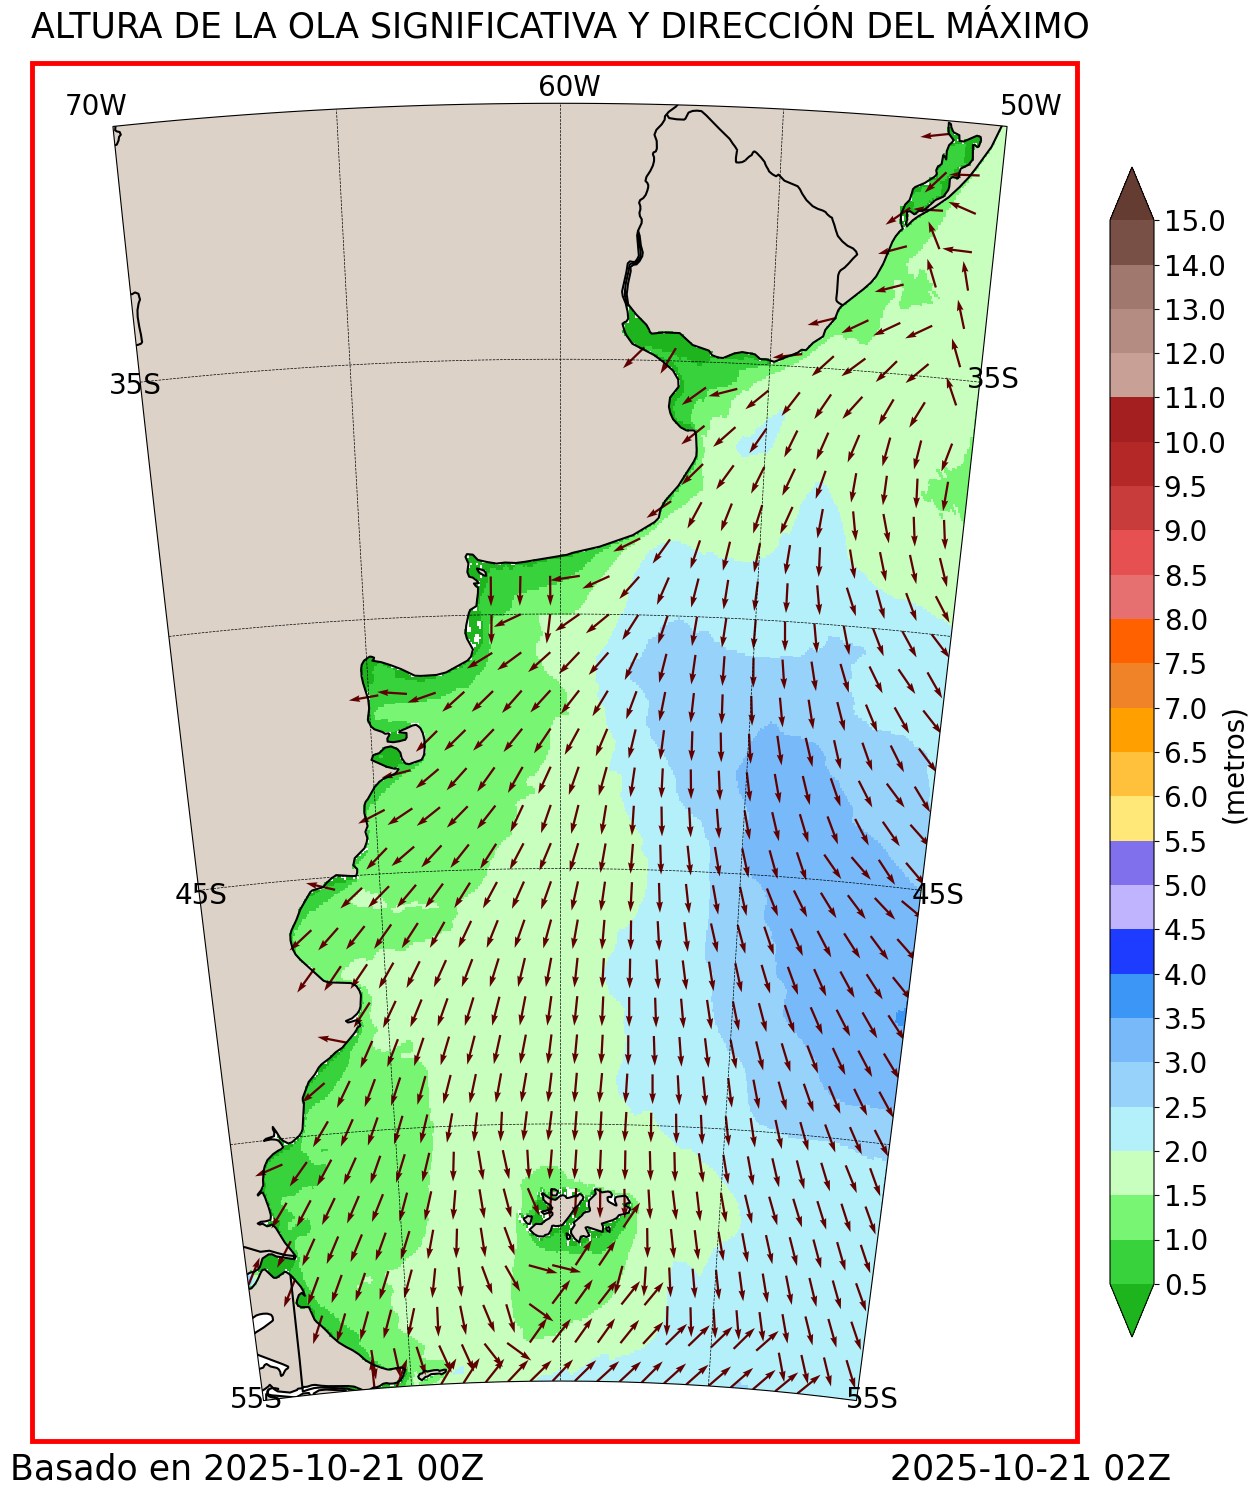 ALTURA DE LA OLA SIGNIFICATIVA Y DIRECCIÓN DEL MÁXIMO
70W
60W
50W
35S
35S
45S
45S
55S
55S
15.0
14.0
13.0
12.0
11.0
10.0
9.5
9.0
8.5
8.0
7.5
7.0
6.5
6.0
5.5
5.0
4.5
4.0
3.5
3.0
2.5
2.0
1.5
1.0
0.5
(metros)
Basado en 2025-10-21 00Z
2025-10-21 02Z